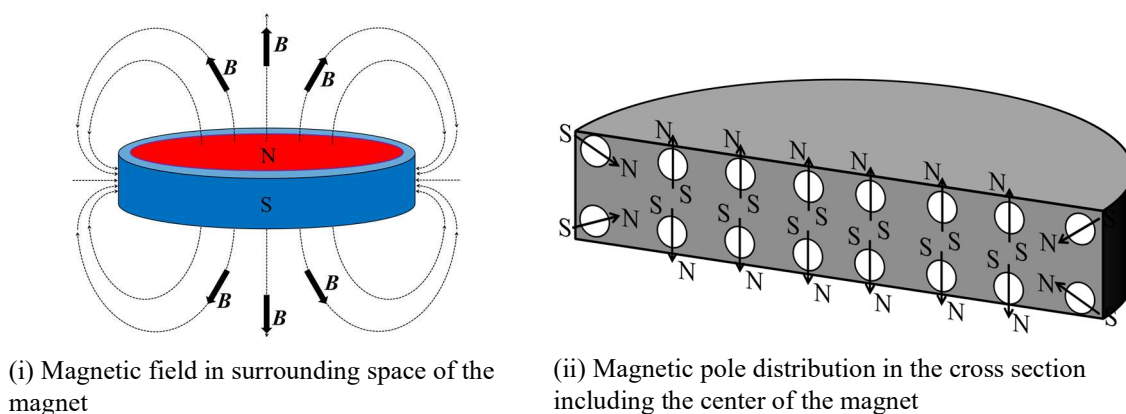 B
B
B
B
B
B
N
S
S N N N N N N N
N S S S S S S N S
S N S S S S S S N
N N N N N N S
(i) Magnetic field in surrounding space of the
magnet
(ii) Magnetic pole distribution in the cross section
including the center of the magnet